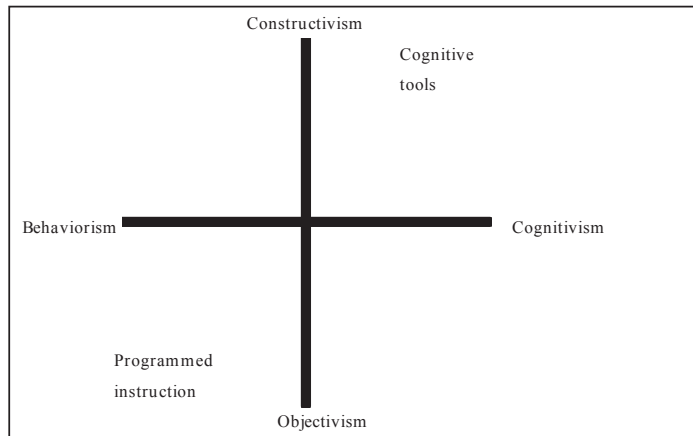 Constructivism
Cognitive
tools
Behaviorism
Cognitivism
Programmed
instruction
Objectivism